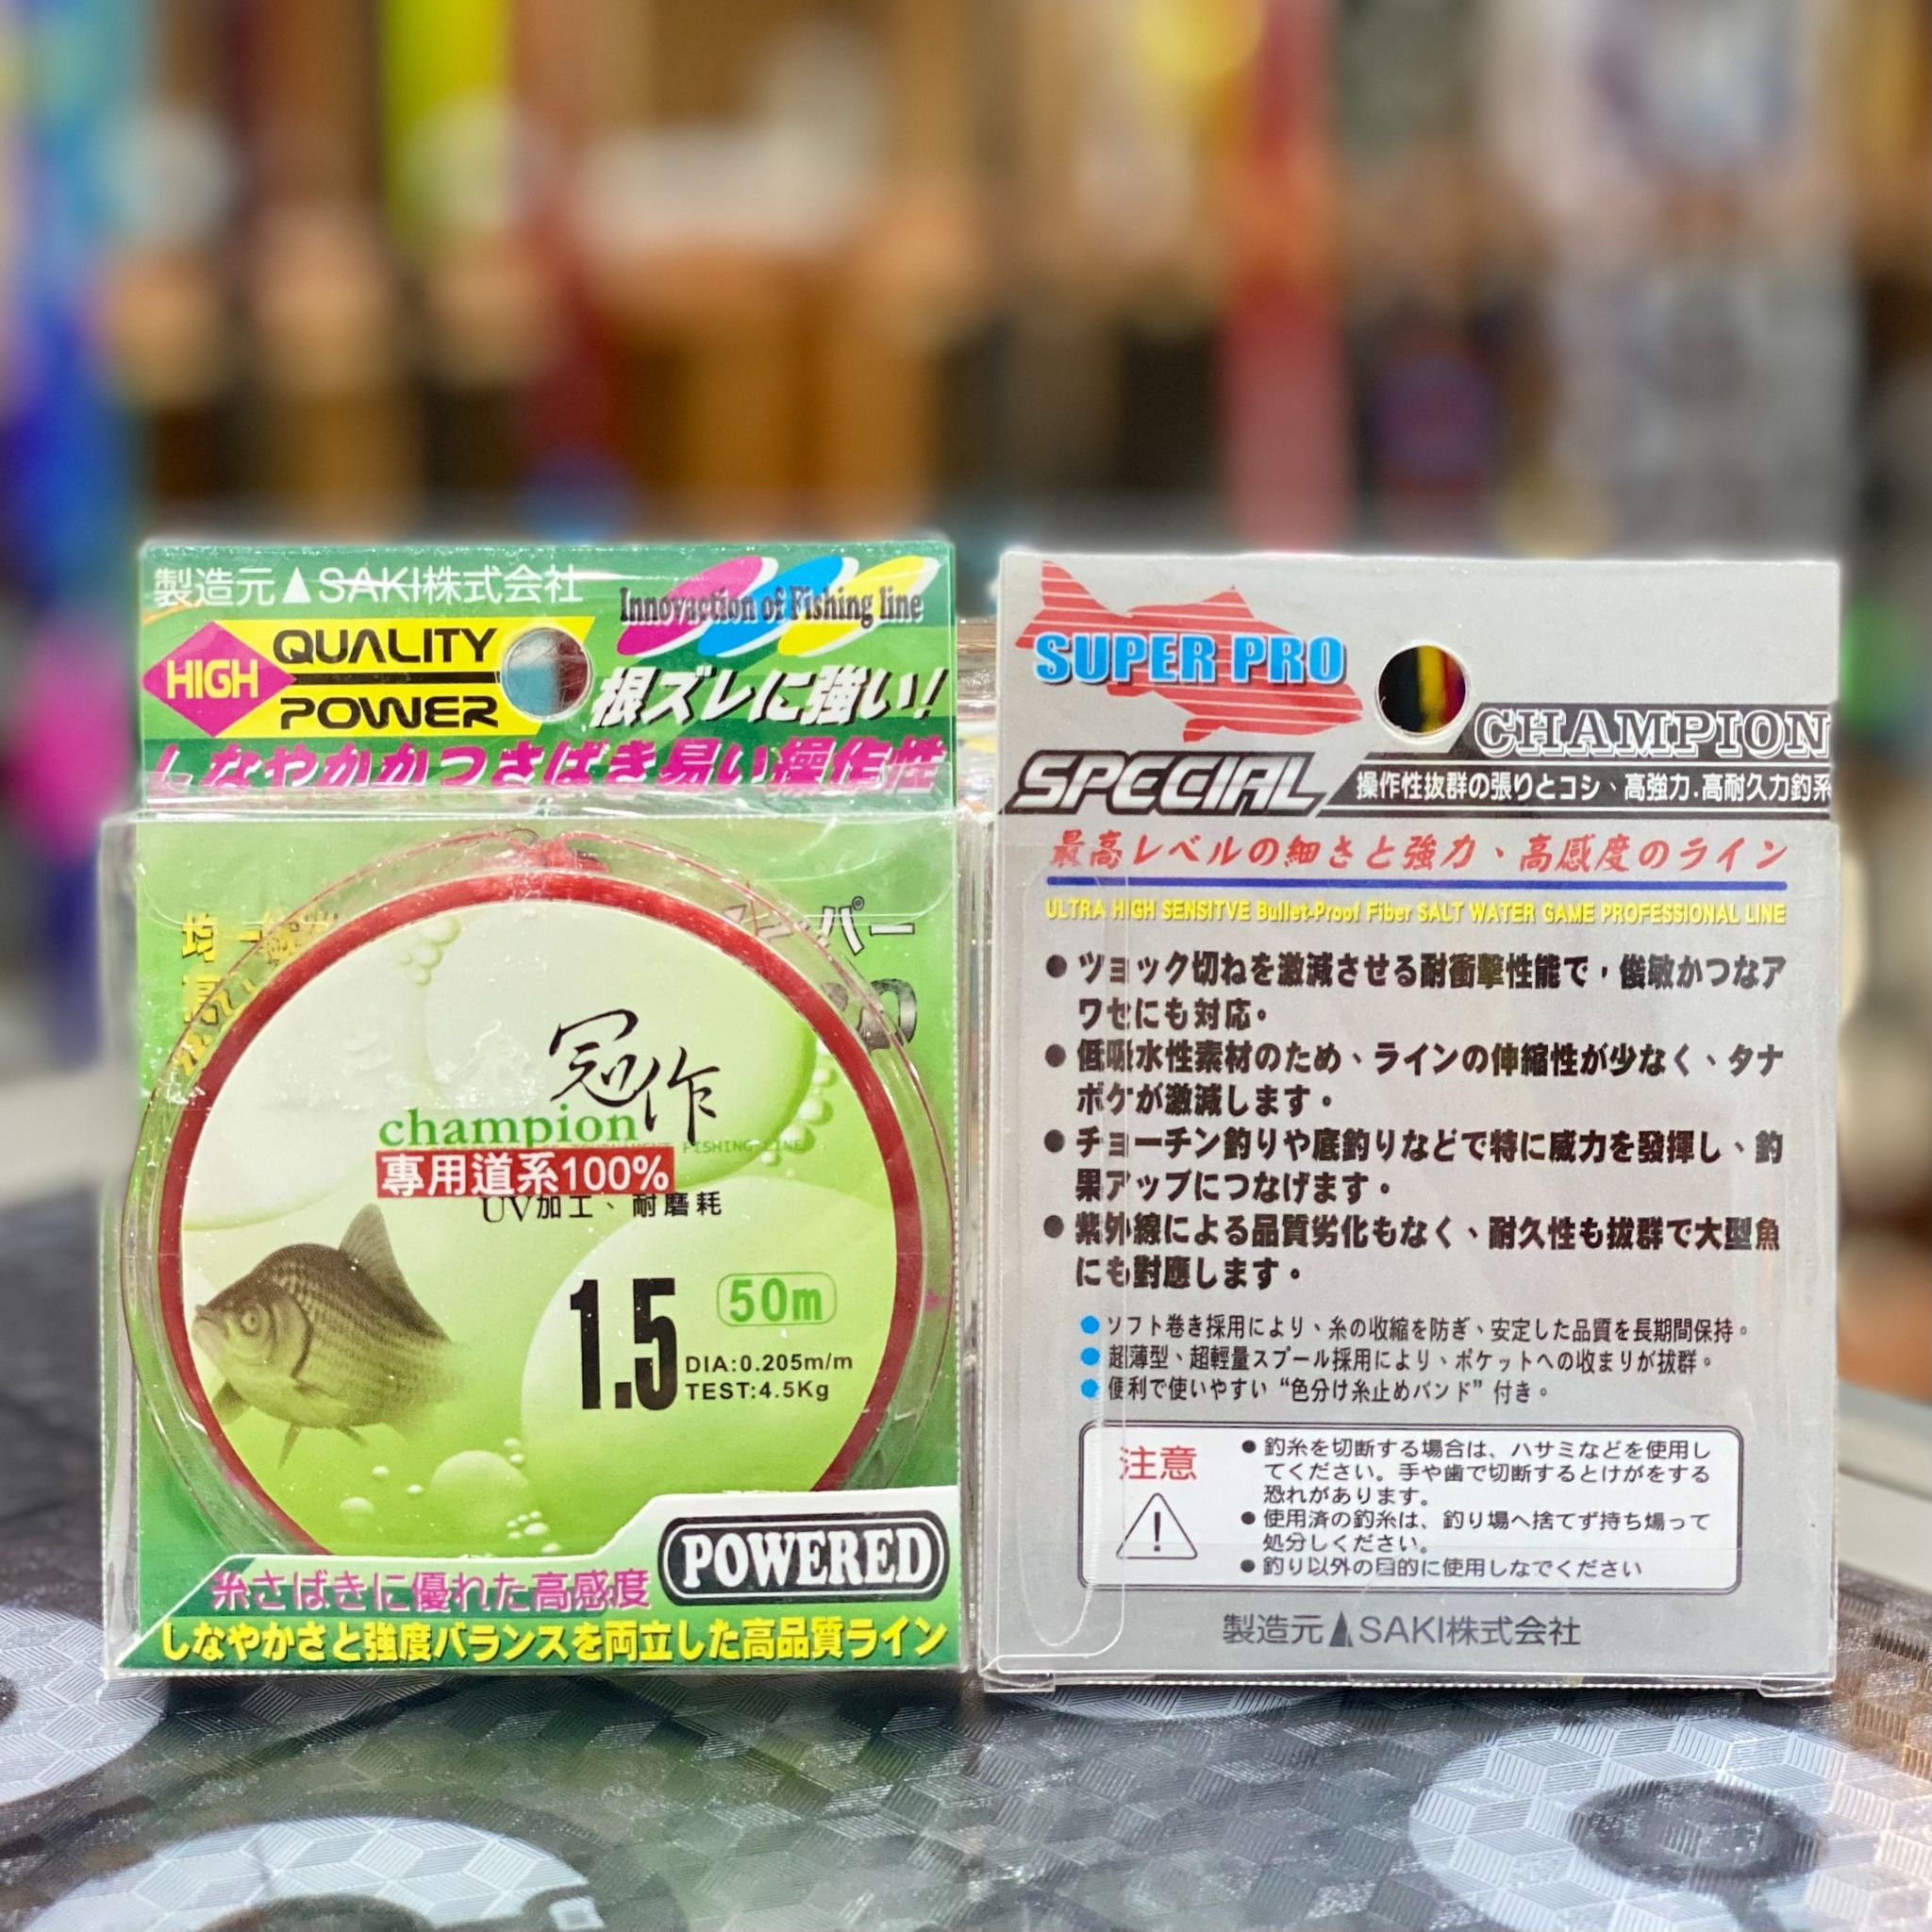 製造元▲SAKI株式会社
Innovaction of Fishing line
HIGH
QUALITY
POWER
根ズレに強い!
しなやかかつさばき易い操作性
均一
冠作
champion
FISHING LINE
專用道系100%
UV加工、耐磨耗
1.5
50m
DIA:0.205m/m
TEST:4.5Kg
POWERED
糸さばきに優れた高感度
しなやかさと強度バランスを両立した高品質ライン
SUPER PRO
CHAMPION
SPECIAL
操作性抜群の張りとコシ、高強力.高耐久力釣系
最高レベルの細さと強力、高感度のライン
ULTRA HIGH SENSITVE Bullet-Proof Fiber SALT WATER GAME PROFESSIONAL LINE
● ツョック切ねを激減させる耐衝撃性能で，俊敏かつなア
ワセにも対応。
● 低吸水性素材のため、ラインの伸縮性が少なく、タナ
ボケが激減します。
● チョーチン釣りや底釣りなどで特に威力を發揮し、釣
果アップにつなげます。
● 紫外線による品質劣化もなく、耐久性も抜群で大型魚
にも對應します。
● ソフト巻き採用により、糸の収縮を防ぎ、安定した品質を長期間保持。
● 超薄型、超輕量スプール採用により、ポケットへの収まりが抜群。
● 便利で使いやすい“色分け糸止めバンド”付き。
注意
● 釣糸を切断する場合は、ハサミなどを使用し
てください。手や歯で切断するとけがをする
恐れがあります。
● 使用済の釣糸は、釣り場へ捨てず持ち煬って
処分しください。
● 釣り以外の目的に使用しなでください
製造元▲SAKI株式会社